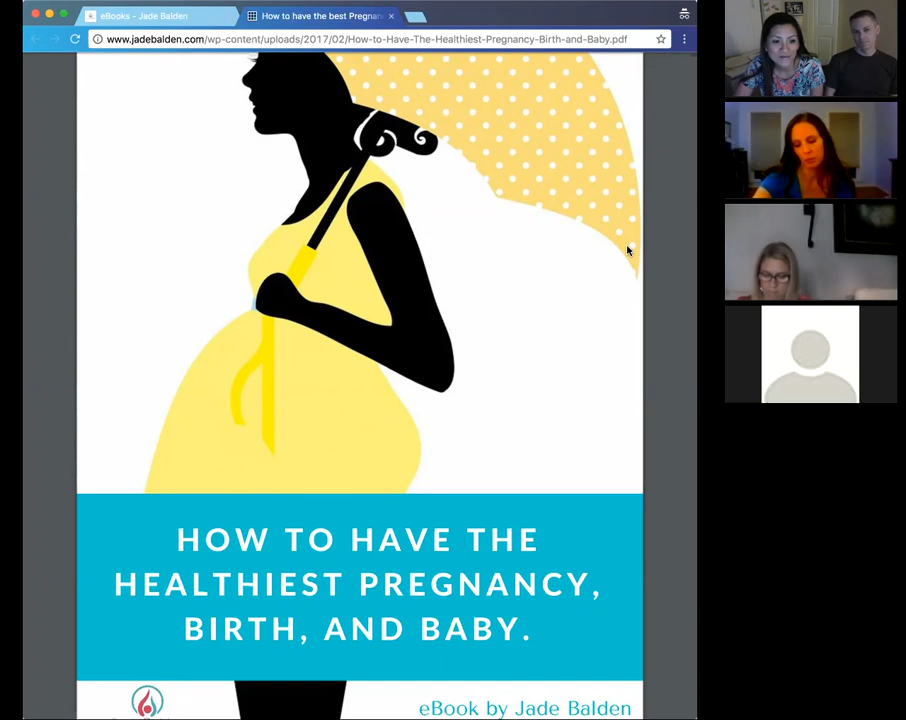 eBooks - Jade Balden
How to have the best Pregnan
www.jadebalden.com/wp-content/uploads/2017/02/How-to-Have-The-Healthiest-Pregnancy-Birth-and-Baby.pdf
HOW TO HAVE THE
HEALTHIEST PREGNANCY,
BIRTH, AND BABY.
eBook by Jade Balden